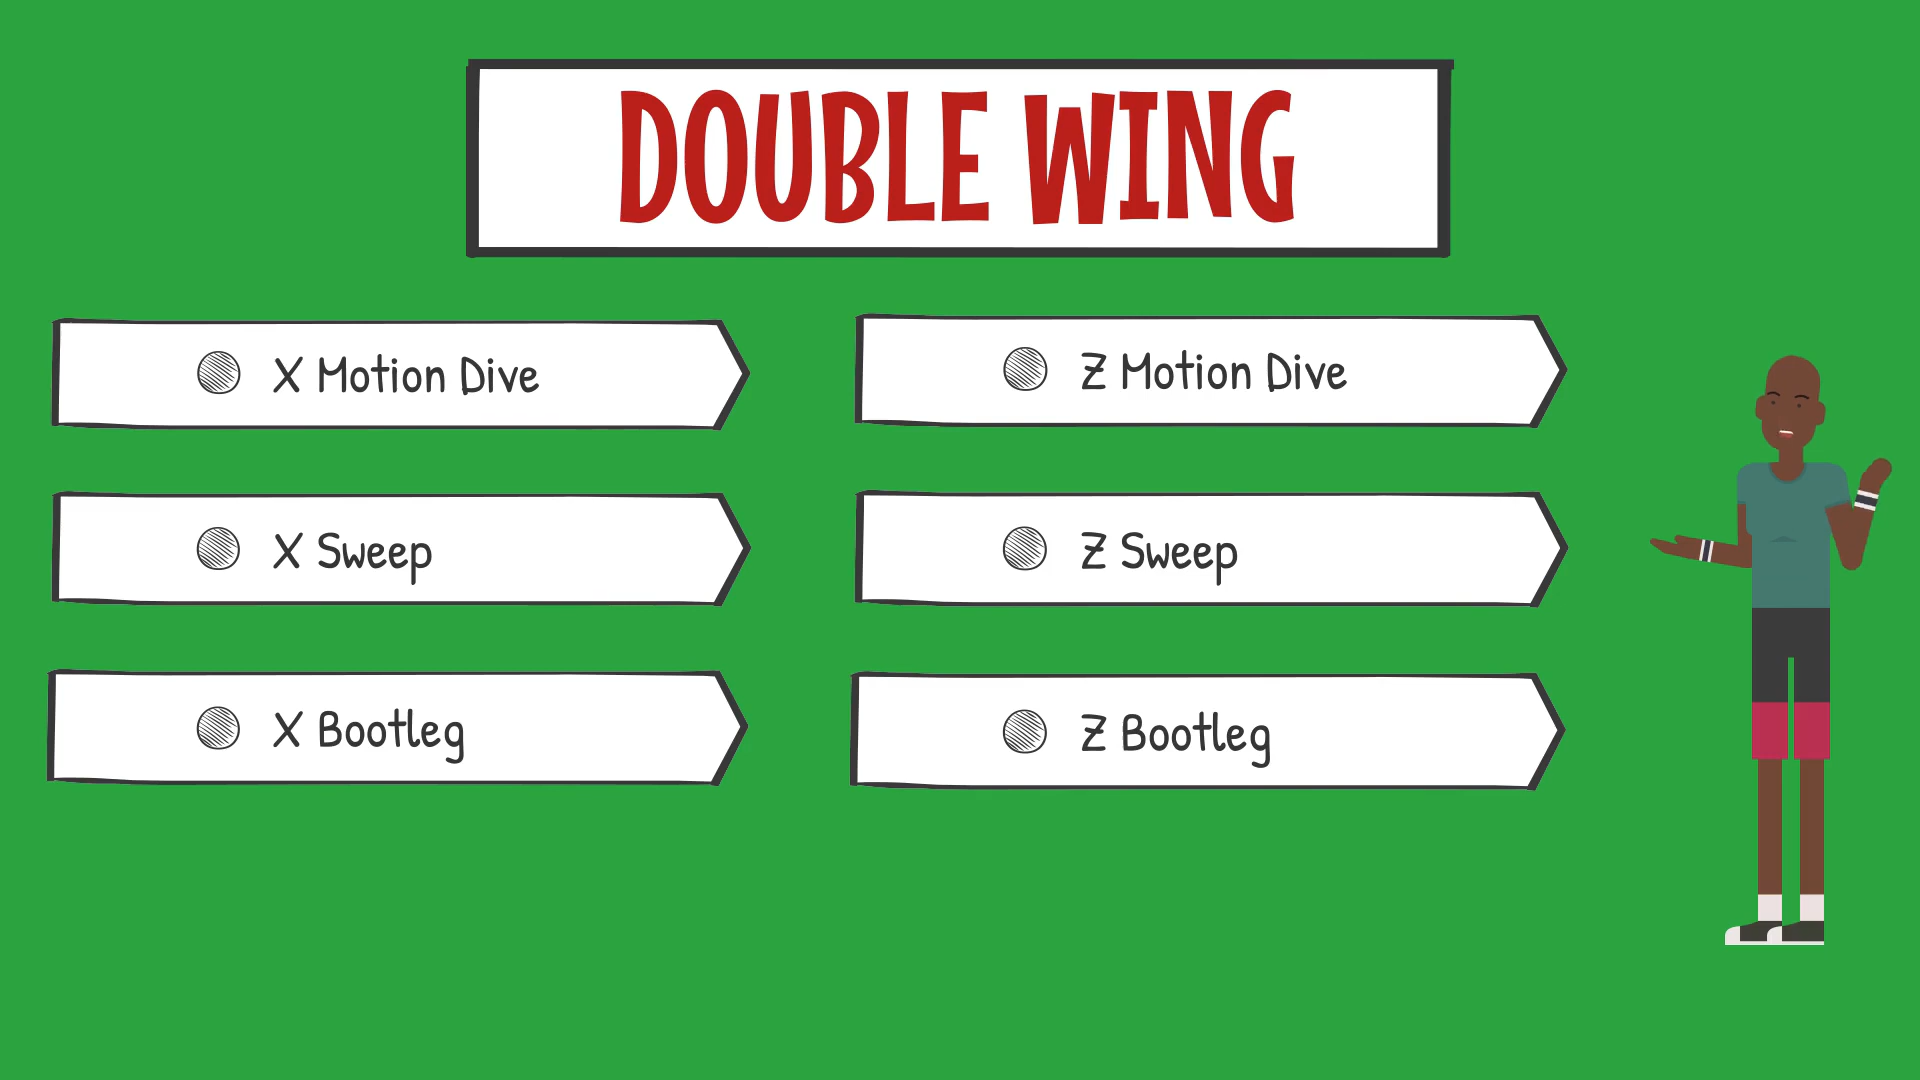 DOUBLE WING
X Motion Dive
Z Motion Dive
X Sweep
Z Sweep
X Bootleg
Z Bootleg